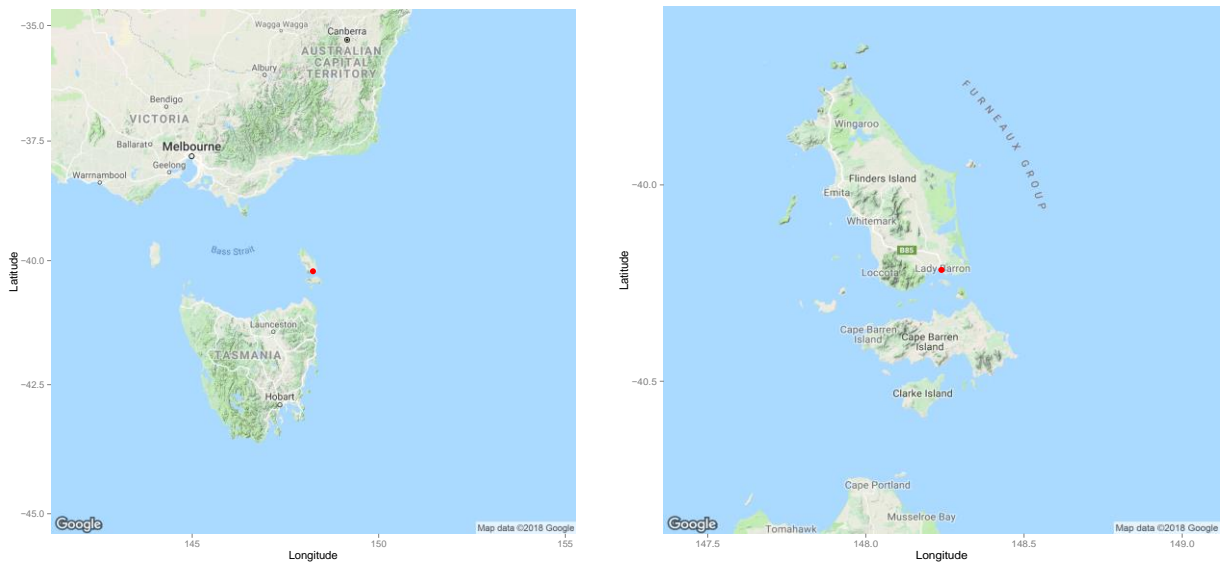 −35.0
−37.5
−40.0
−42.5
−45.0
Latitude
Wagga Wagga
Canberra
AUSTRALIAN
CAPITAL
TERRITORY
Albury
Bendigo
VICTORIA
Ballarat
Melbourne
Geelong
Warrnambool
Bass Strait
Launceston
TASMANIA
Hobart
Google
Map data ©2018 Google
145
150
155
Longitude
−40.0
−40.5
Latitude
FURNEAUX GROUP
Wingaroo
Flinders Island
Emita
Whitemark
B85
Loccota
Lady Barron
Cape Barren
Island
Cape Barren
Island
Clarke Island
Cape Portland
Musselroe Bay
Tomahawk
Google
Map data ©2018 Google
147.5
148.0
148.5
149.0
Longitude